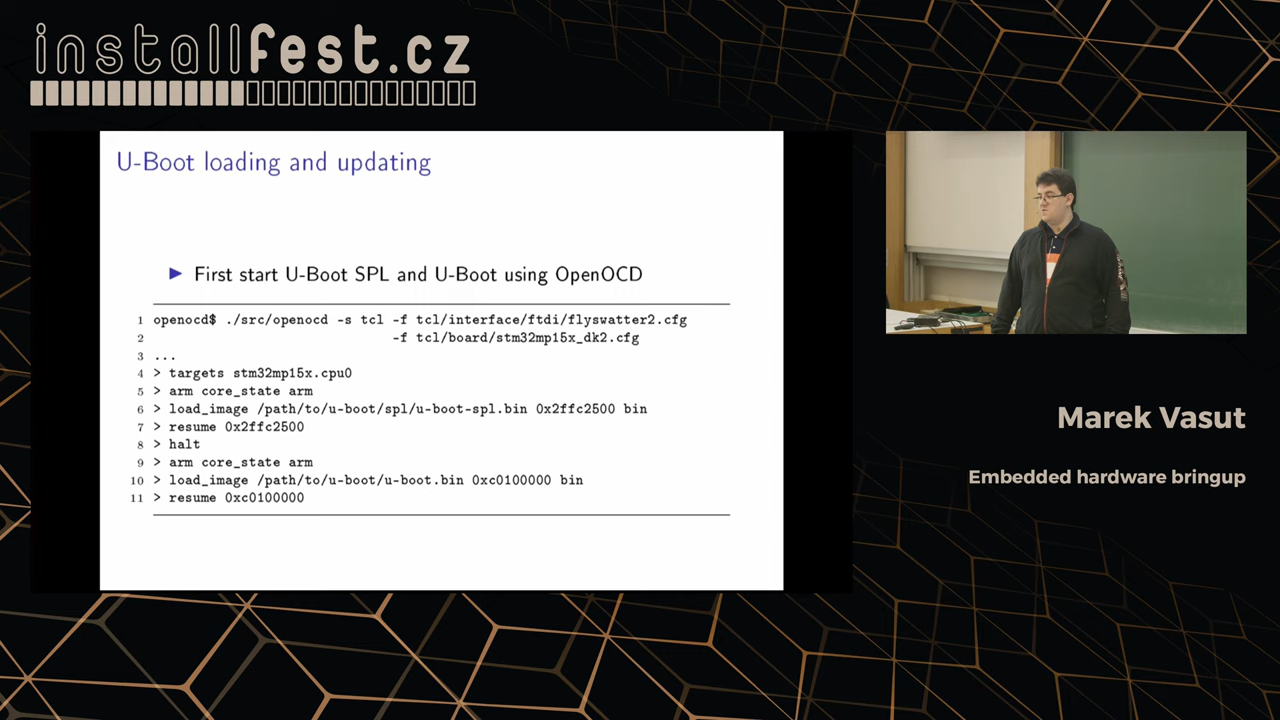 installfest.cz
U-Boot loading and updating
▶ First start U-Boot SPL and U-Boot using OpenOCD
1 openocd$ ./src/openocd -s tcl -f tcl/interface/ftdi/flyswatter2.cfg
2 -f tcl/board/stm32mp15x_dk2.cfg
3 ...
4 > targets stm32mp15x.cpu0
5 > arm core_state arm
6 > load_image /path/to/u-boot/spl/u-boot-spl.bin 0x2ffc2500 bin
7 > resume 0x2ffc2500
8 > halt
9 > arm core_state arm
10 > load_image /path/to/u-boot/u-boot.bin 0xc0100000 bin
11 > resume 0xc0100000
Marek Vasut
Embedded hardware bringup